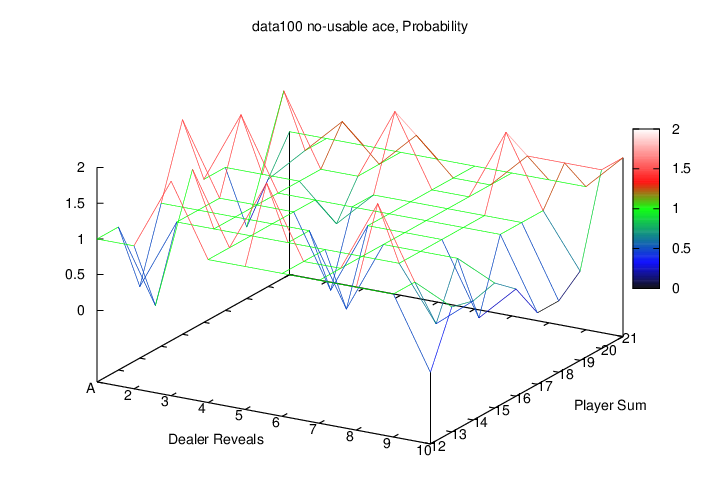 data100 no-usable ace, Probability
2
1.5
1
0.5
0
2
1.5
1
0.5
0
A 2 3 4 5 6 7 8 9 10
12 13 14 15 16 17 18 19 20 21
Dealer Reveals
Player Sum